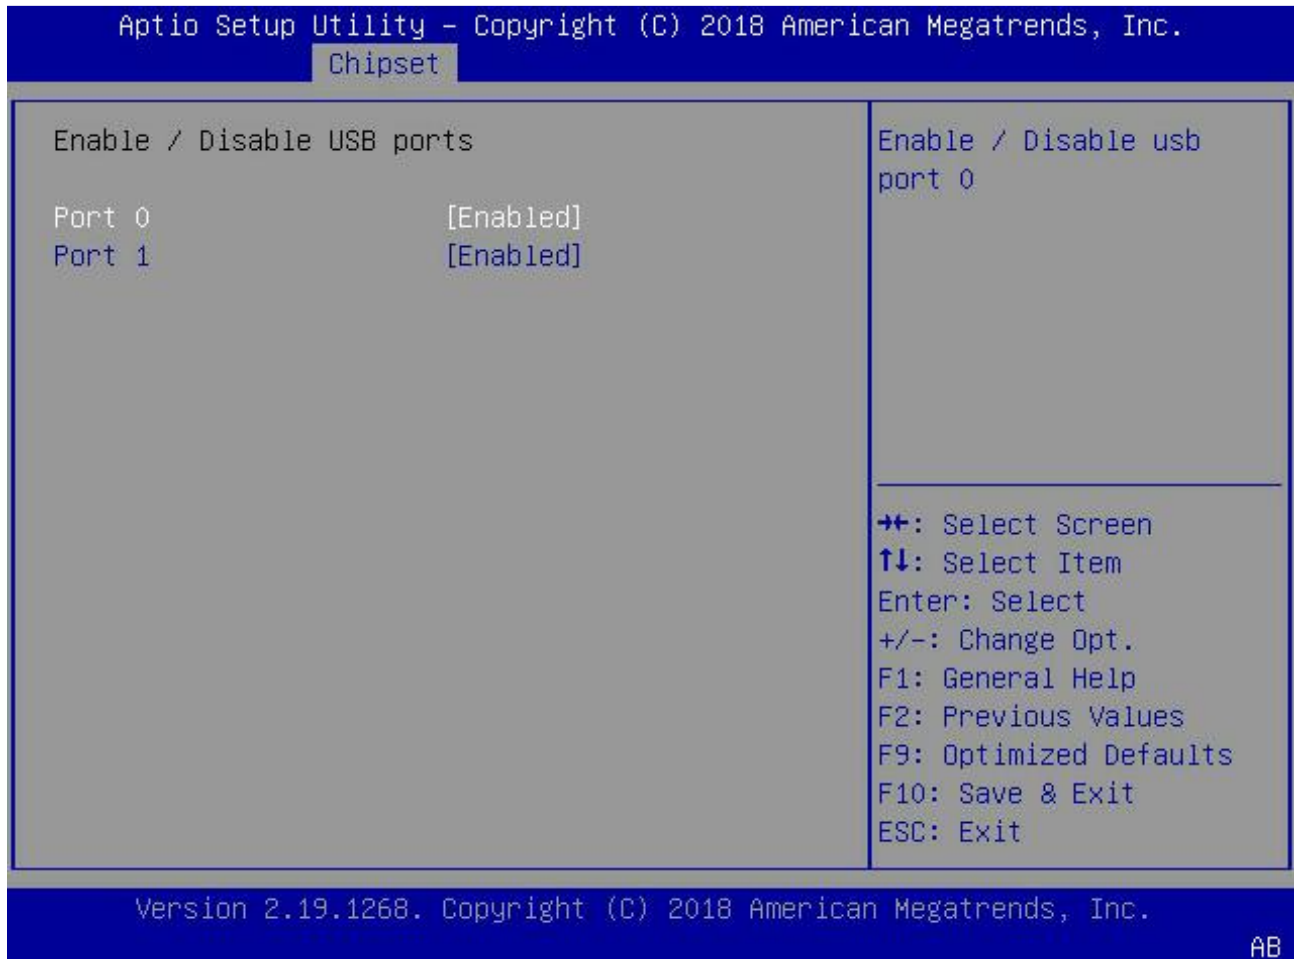 Aptio Setup Utility – Copyright (C) 2018 American Megatrends, Inc.
Chipset
Enable / Disable USB ports
Port 0 [Enabled]
Port 1 [Enabled]
Enable / Disable usb
port 0
→←: Select Screen
↑↓: Select Item
Enter: Select
+/-: Change Opt.
F1: General Help
F2: Previous Values
F9: Optimized Defaults
F10: Save & Exit
ESC: Exit
Version 2.19.1268. Copyright (C) 2018 American Megatrends, Inc.
AB